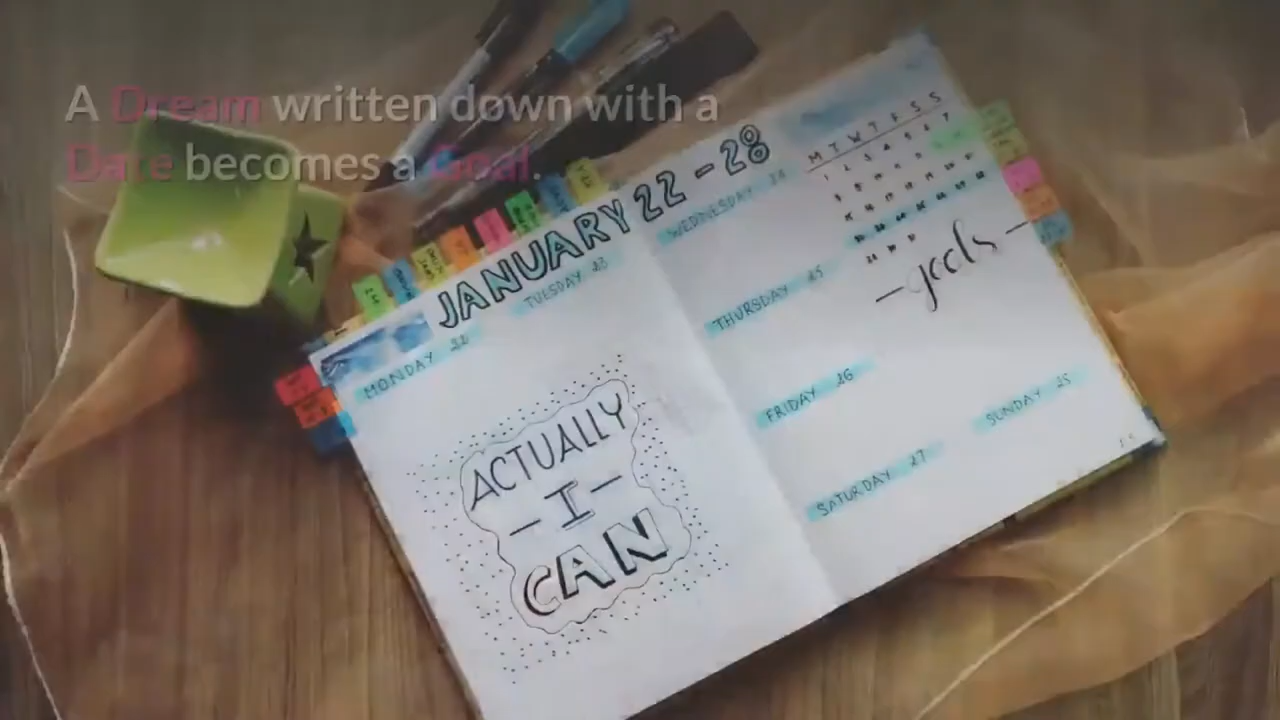 A Dream written down with a
Date becomes a Goal.
JANUARY 22 - 28
MONDAY 22
TUESDAY 23
ACTUALLY
- I -
CAN
WEDNESDAY 24
THURSDAY 25
FRIDAY 26
SATURDAY 27
SUNDAY 25
M T W T F S S
- goals -